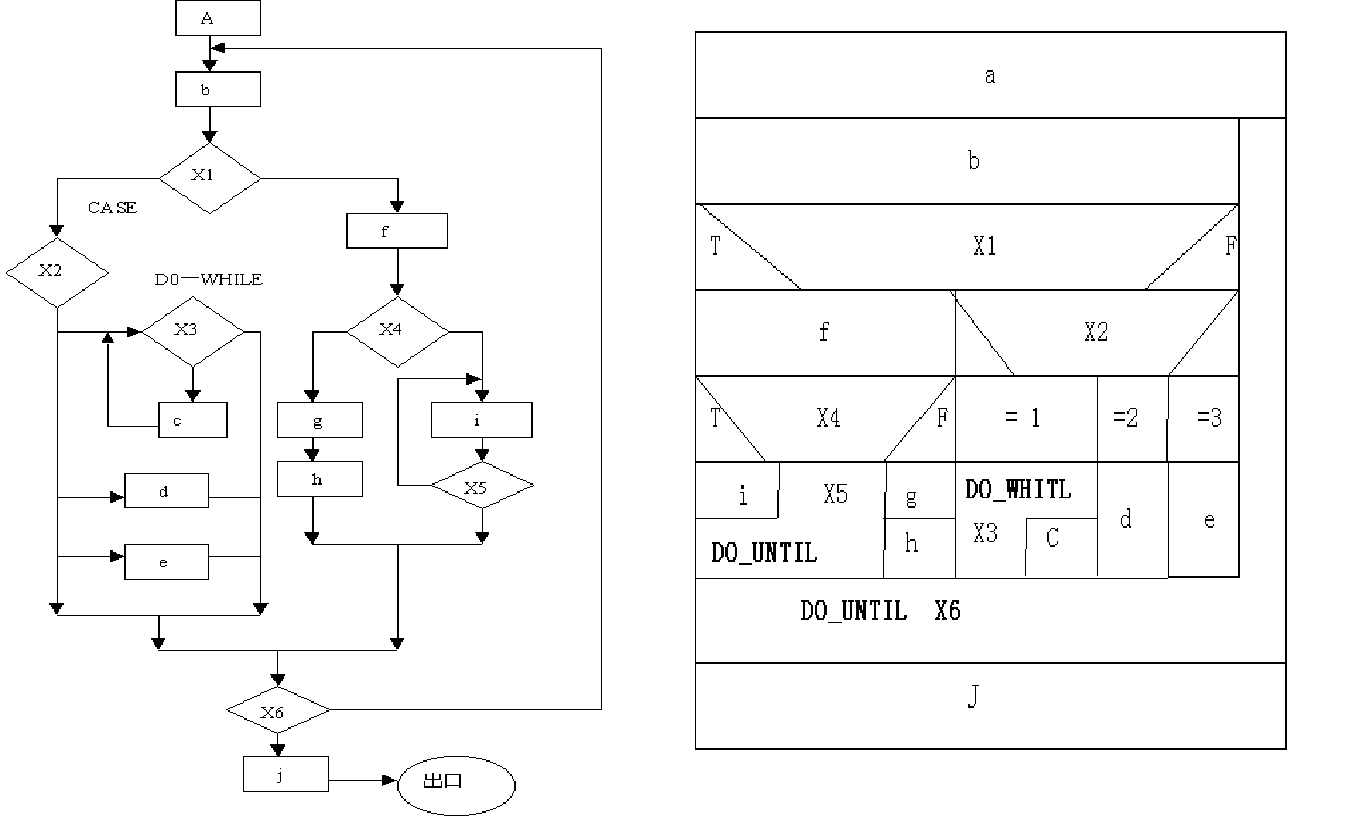 A
b
X1
CASE
f
X2
DO—WHILE
X3
X4
c
g
i
h
X5
d
e
X6
j
出口
a
b
T
X1
F
f
X2
T
X4
F
= 1
=2
=3
i
X5
g
DO_WHITL
d
e
X3
C
h
DO_UNTIL
DO_UNTIL X6
J